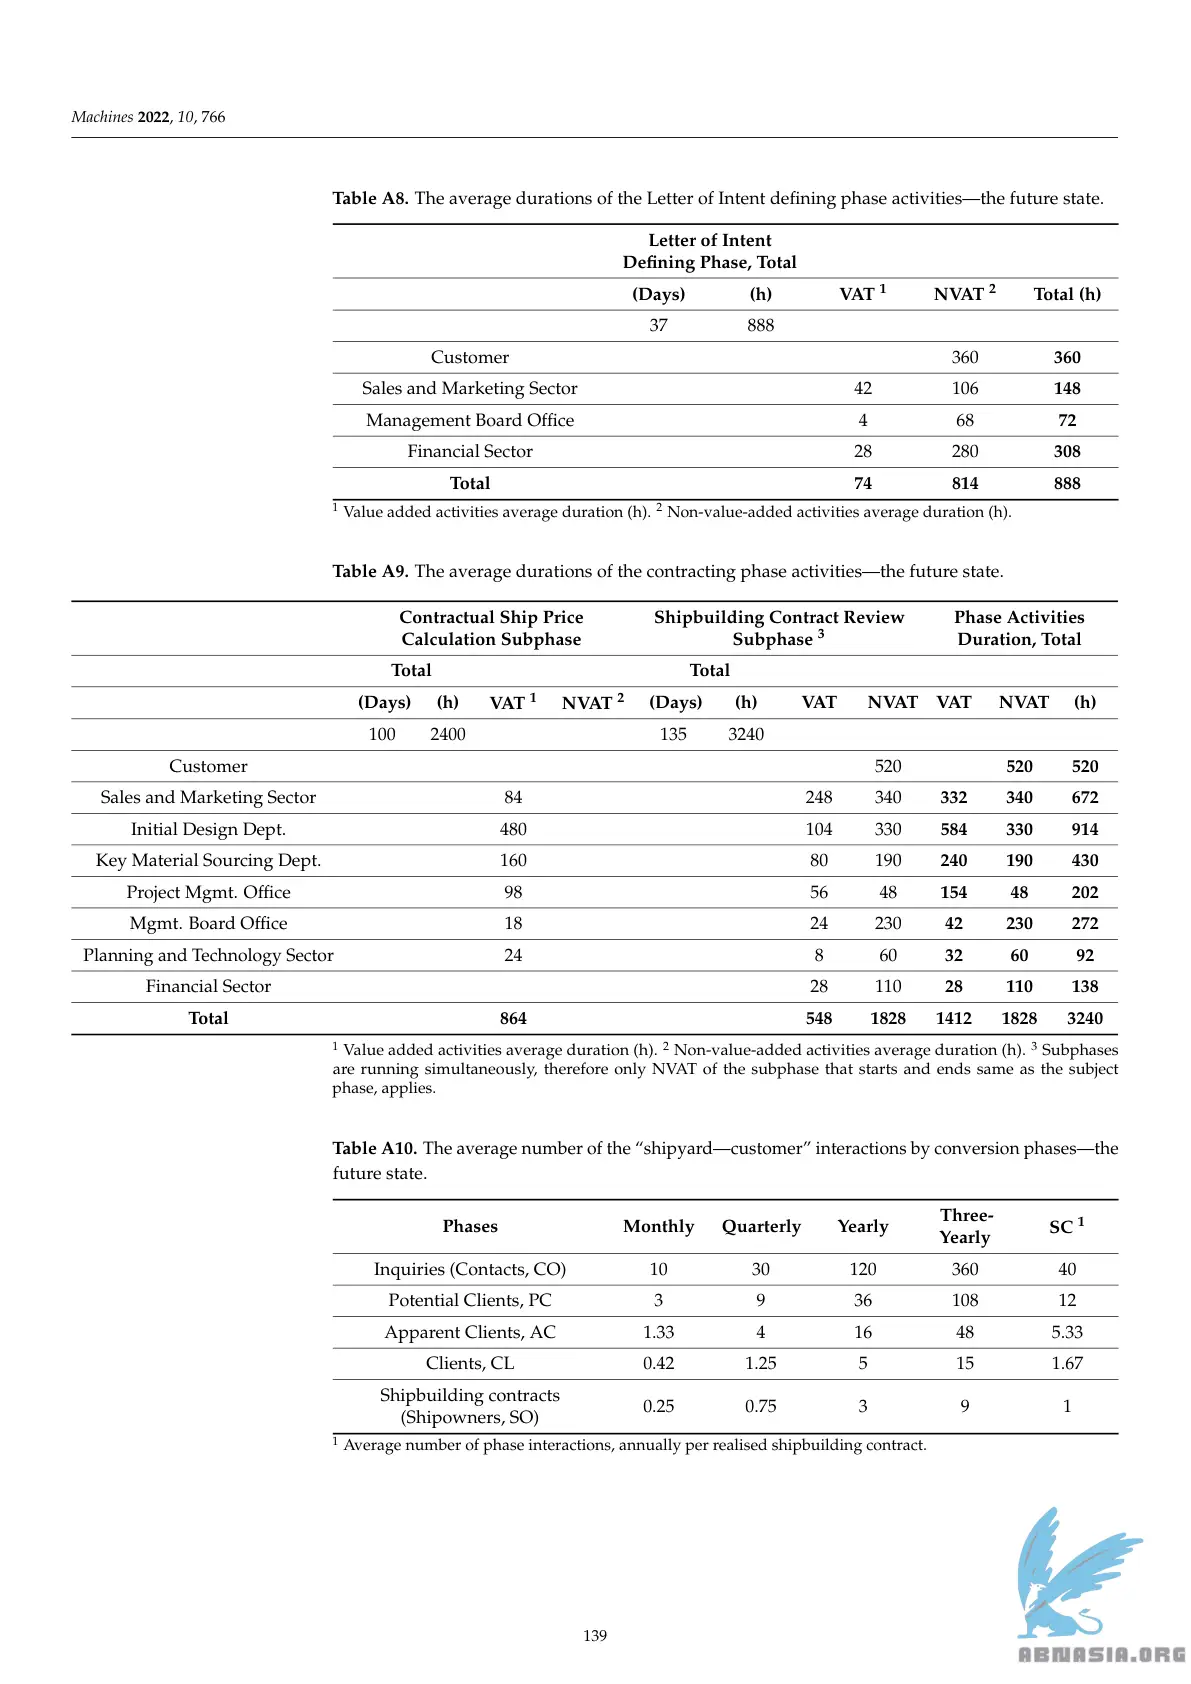 Machines 2022, 10, 766
Table A8. The average durations of the Letter of Intent defining phase activities—the future state.
Letter of Intent
Defining Phase, Total
(Days) (h) VAT 1 NVAT 2 Total (h)
37 888
Customer 360 360
Sales and Marketing Sector 42 106 148
Management Board Office 4 68 72
Financial Sector 28 280 308
Total 74 814 888
1 Value added activities average duration (h). 2 Non-value-added activities average duration (h).
Table A9. The average durations of the contracting phase activities—the future state.
Contractual Ship Price Shipbuilding Contract Review Phase Activities
Calculation Subphase Subphase 3 Duration, Total
Total Total
(Days) (h) VAT 1 NVAT 2 (Days) (h) VAT NVAT VAT NVAT (h)
100 2400 135 3240
Customer 520 520 520
Sales and Marketing Sector 84 248 340 332 340 672
Initial Design Dept. 480 104 330 584 330 914
Key Material Sourcing Dept. 160 80 190 240 190 430
Project Mgmt. Office 98 56 48 154 48 202
Mgmt. Board Office 18 24 230 42 230 272
Planning and Technology Sector 24 8 60 32 60 92
Financial Sector 28 110 28 110 138
Total 864 548 1828 1412 1828 3240
1 Value added activities average duration (h). 2 Non-value-added activities average duration (h). 3 Subphases
are running simultaneously, therefore only NVAT of the subphase that starts and ends same as the subject
phase, applies.
Table A10. The average number of the “shipyard—customer” interactions by conversion phases—the
future state.
Phases Monthly Quarterly Yearly Three-
Yearly SC 1
Inquiries (Contacts, CO) 10 30 120 360 40
Potential Clients, PC 3 9 36 108 12
Apparent Clients, AC 1.33 4 16 48 5.33
Clients, CL 0.42 1.25 5 15 1.67
Shipbuilding contracts
(Shipowners, SO) 0.25 0.75 3 9 1
1 Average number of phase interactions, annually per realised shipbuilding contract.
139
ABNASIA.ORG